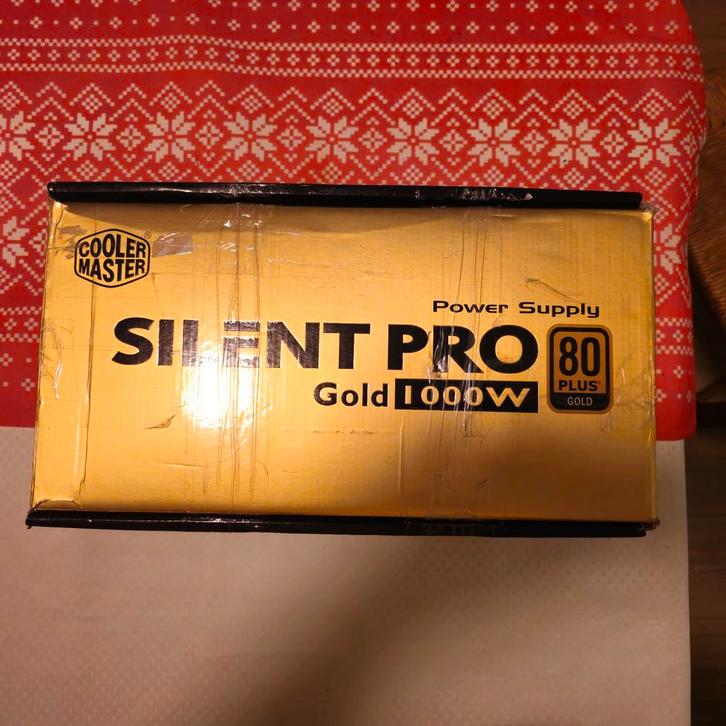 COOLER
MASTER®
Power Supply
SILENT PRO
Gold 1000W
80
PLUS®
GOLD